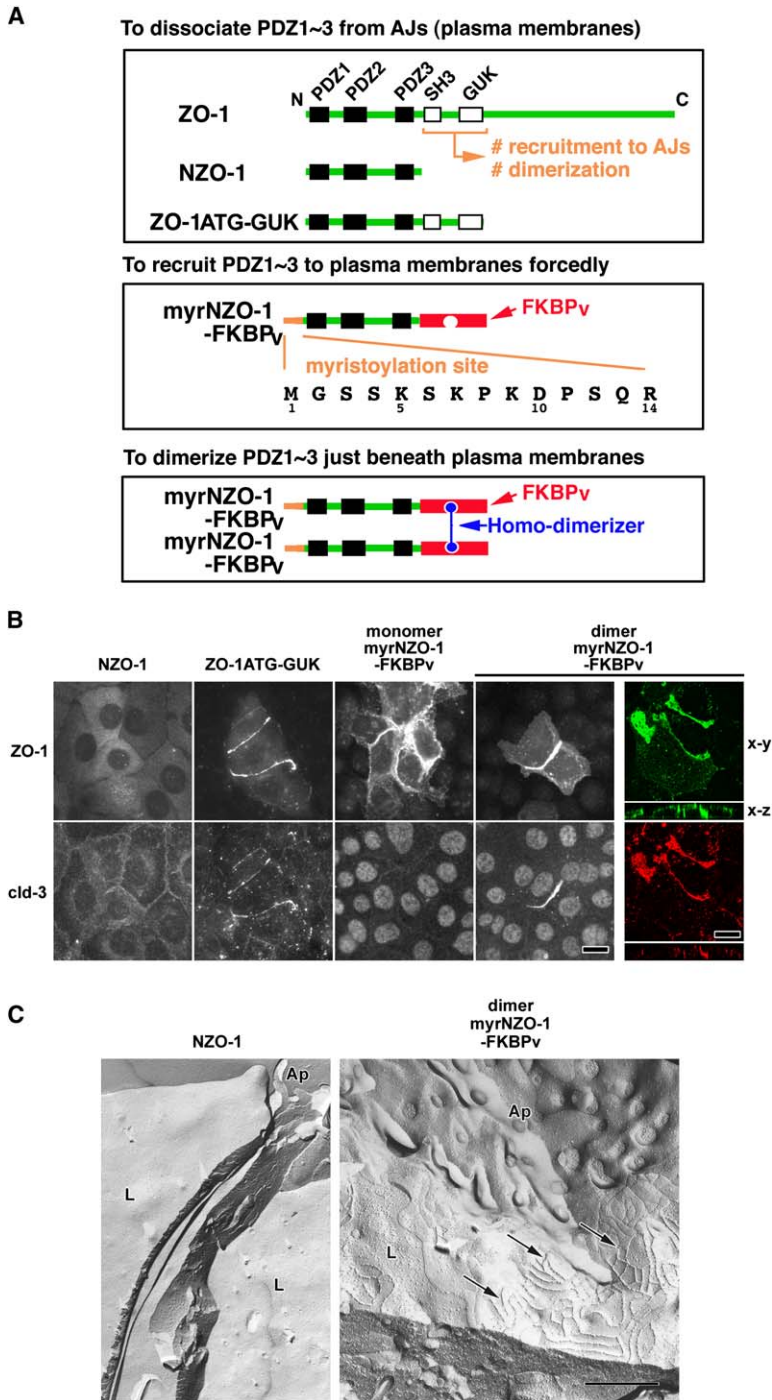 A
To dissociate PDZ1~3 from AJs (plasma membranes)
PDZ1 PDZ2 PDZ3 SH3 GUK
N C
ZO-1
# recruitment to AJs
# dimerization
NZO-1
ZO-1ATG-GUK
To recruit PDZ1~3 to plasma membranes forcedly
myrNZO-1
-FKBPv
FKBPv
myristoylation site
M G S S K S K P K D P S Q R
1 5 10 14
To dimerize PDZ1~3 just beneath plasma membranes
myrNZO-1
-FKBPv
FKBPv
Homo-dimerizer
myrNZO-1
-FKBPv
B
NZO-1
ZO-1ATG-GUK
monomer
myrNZO-1
-FKBPv
dimer
myrNZO-1
-FKBPv
ZO-1
x-y
x-z
cld-3
C
NZO-1
dimer
myrNZO-1
-FKBPv
Ap
L
L
Ap
L